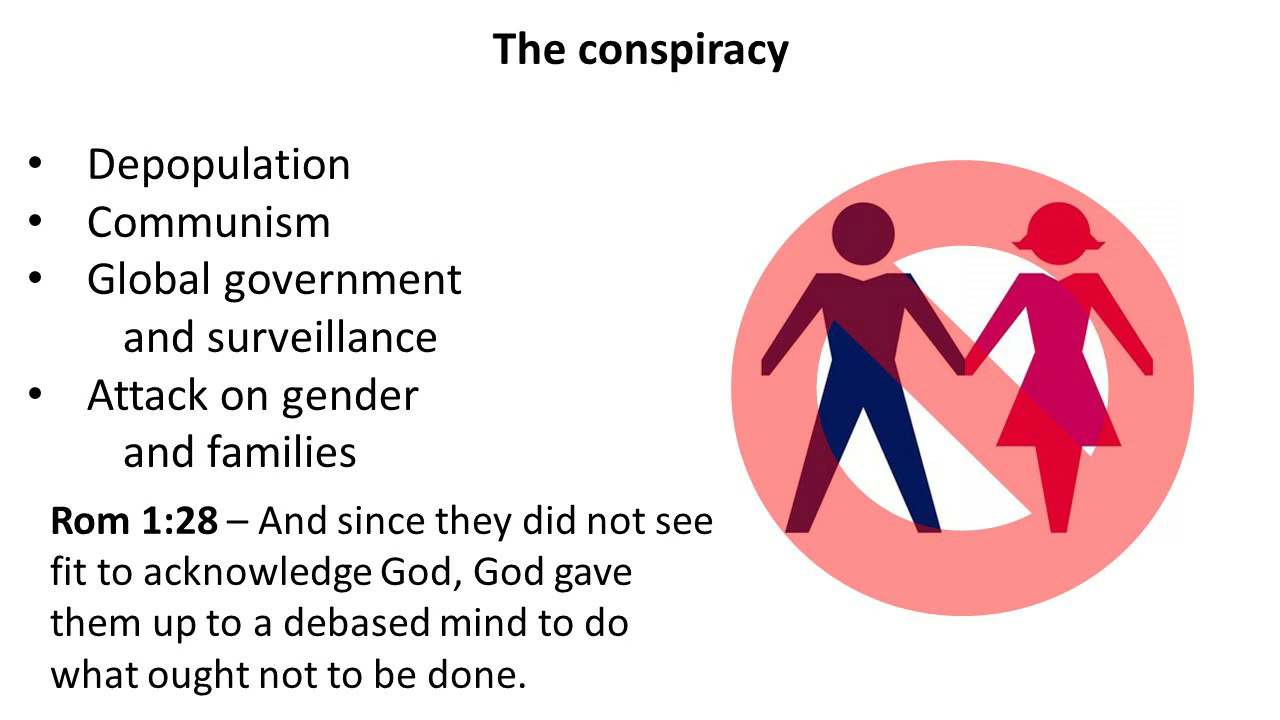 The conspiracy
• Depopulation
• Communism
• Global government
and surveillance
• Attack on gender
and families
Rom 1:28 – And since they did not see
fit to acknowledge God, God gave
them up to a debased mind to do
what ought not to be done.